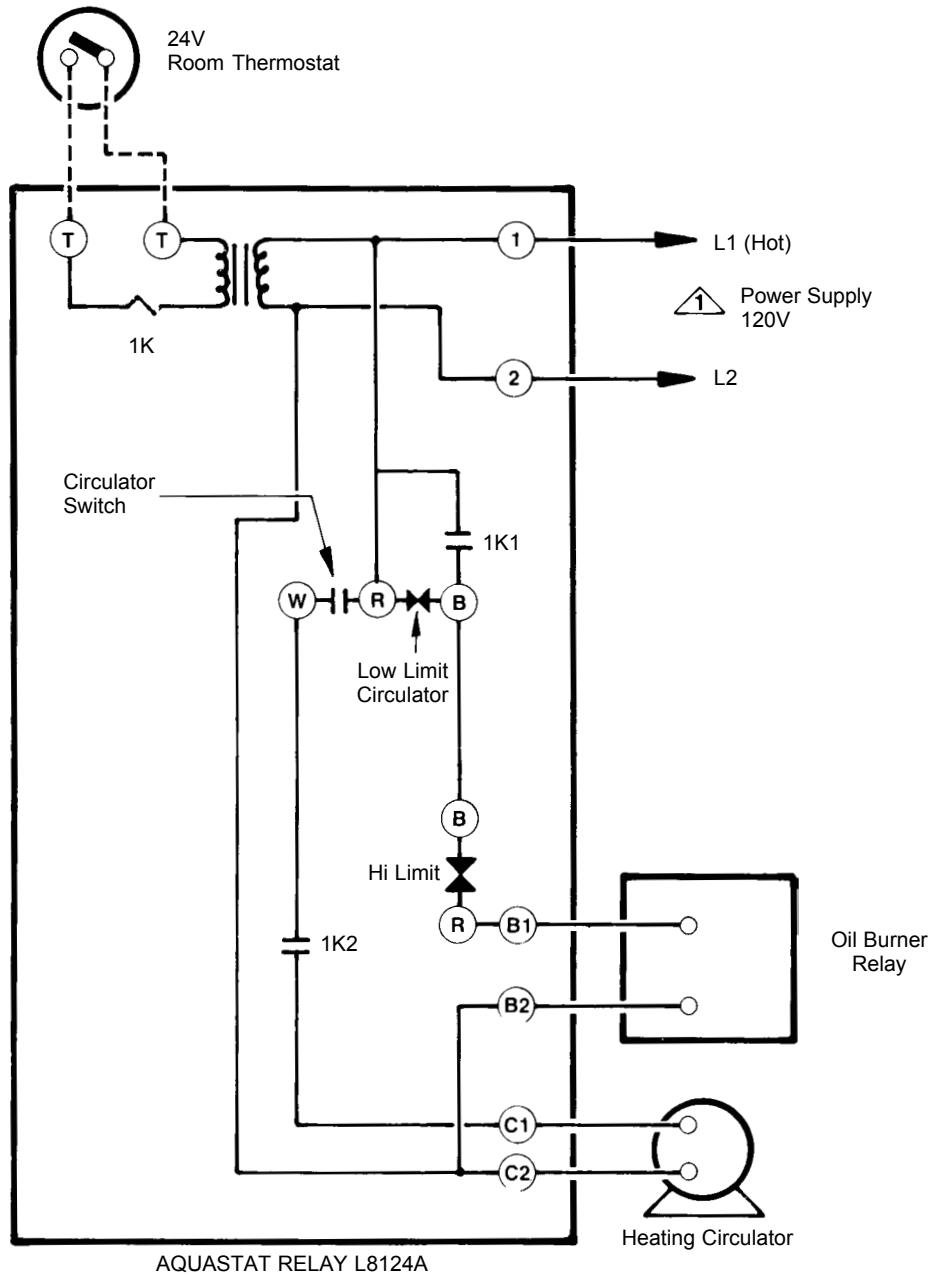 24V
Room Thermostat
T
T
1
L1 (Hot)
1K
1
Power Supply
120V
2
L2
Circulator
Switch
1K1
W
R
B
Low Limit
Circulator
B
Hi Limit
R
B1
Oil Burner
Relay
1K2
B2
C1
C2
Heating Circulator
AQUASTAT RELAY L8124A